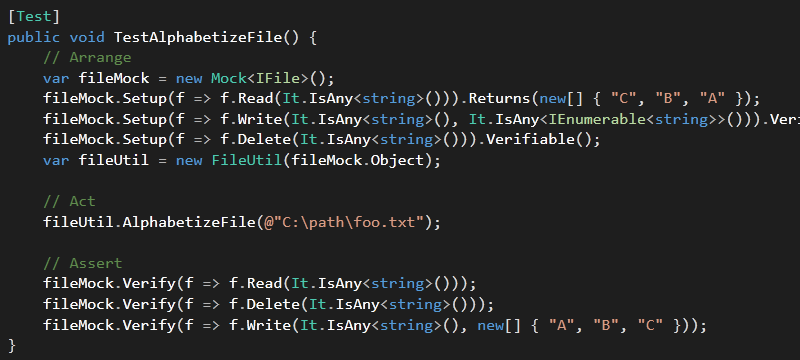 [Test]
public void TestAlphabetizeFile() {
// Arrange
var fileMock = new Mock<IFile>();
fileMock.Setup(f => f.Read(It.IsAny<string>())).Returns(new[] { "C", "B", "A" });
fileMock.Setup(f => f.Write(It.IsAny<string>(), It.IsAny<IEnumerable<string>>())).Veri
fileMock.Setup(f => f.Delete(It.IsAny<string>())).Verifiable();
var fileUtil = new FileUtil(fileMock.Object);
// Act
fileUtil.AlphabetizeFile(@"C:\path\foo.txt");
// Assert
fileMock.Verify(f => f.Read(It.IsAny<string>()));
fileMock.Verify(f => f.Delete(It.IsAny<string>()));
fileMock.Verify(f => f.Write(It.IsAny<string>(), new[] { "A", "B", "C" }));
}